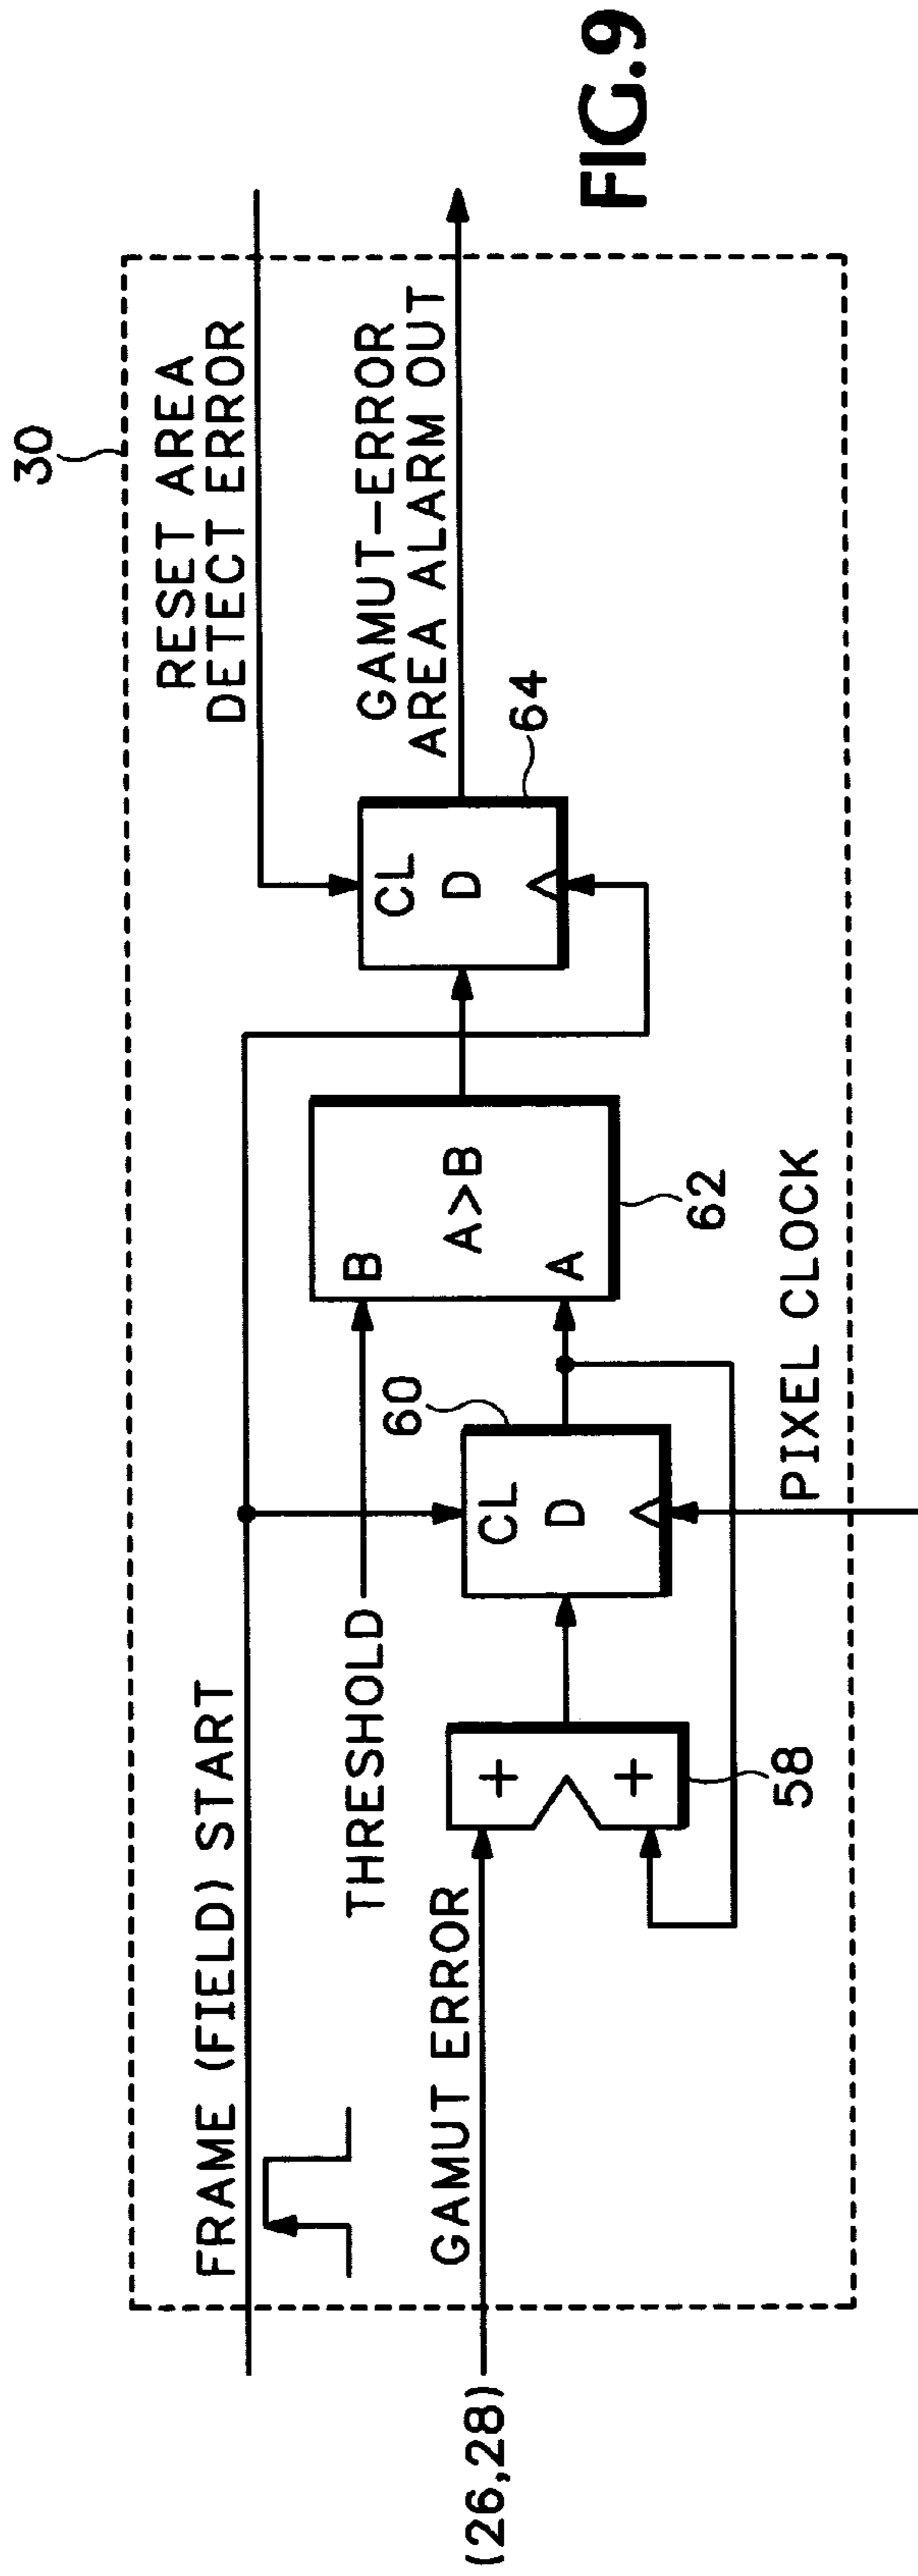 30
FRAME (FIELD) START
RESET AREA
DETECT ERROR
THRESHOLD
GAMUT ERROR
(26,28)
+
+
58
CL
D
60
B
A>B
A
62
CL
D
64
GAMUT-ERROR
AREA ALARM OUT
PIXEL CLOCK
FIG.9